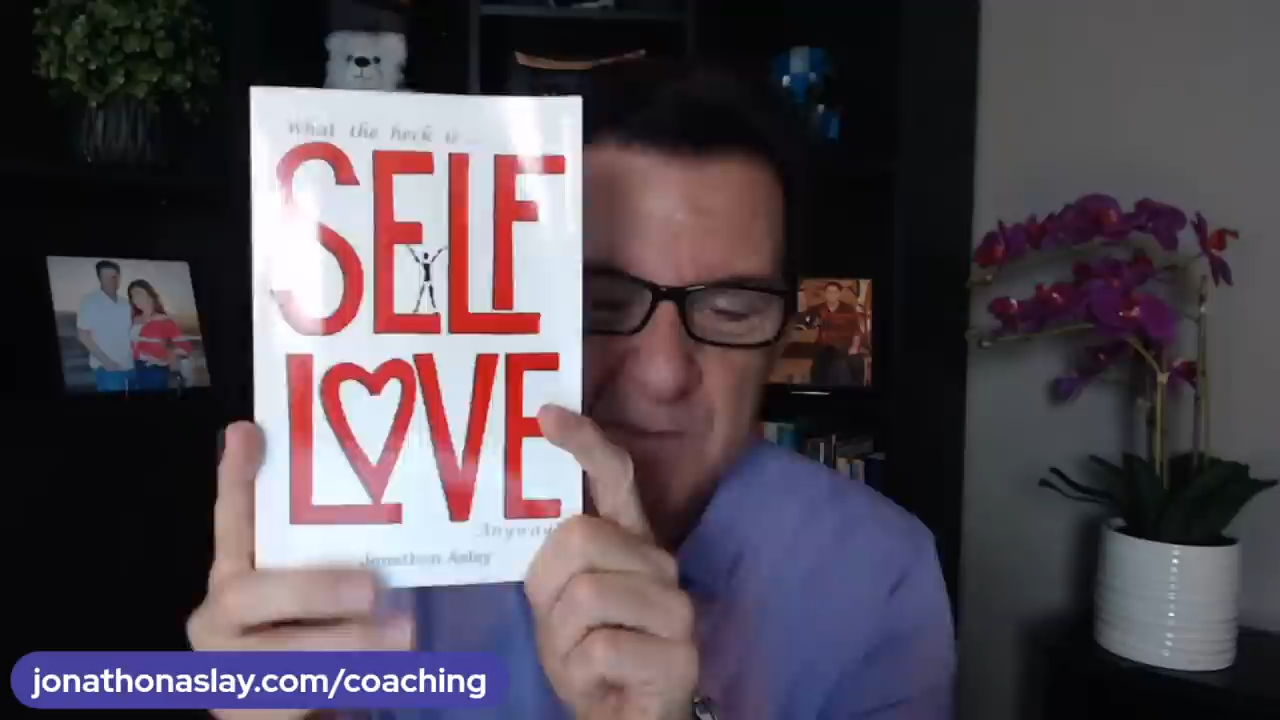 What the heck is...
SELF
LOVE
Anyway
Jonathon Aslay
jonathonaslay.com/coaching